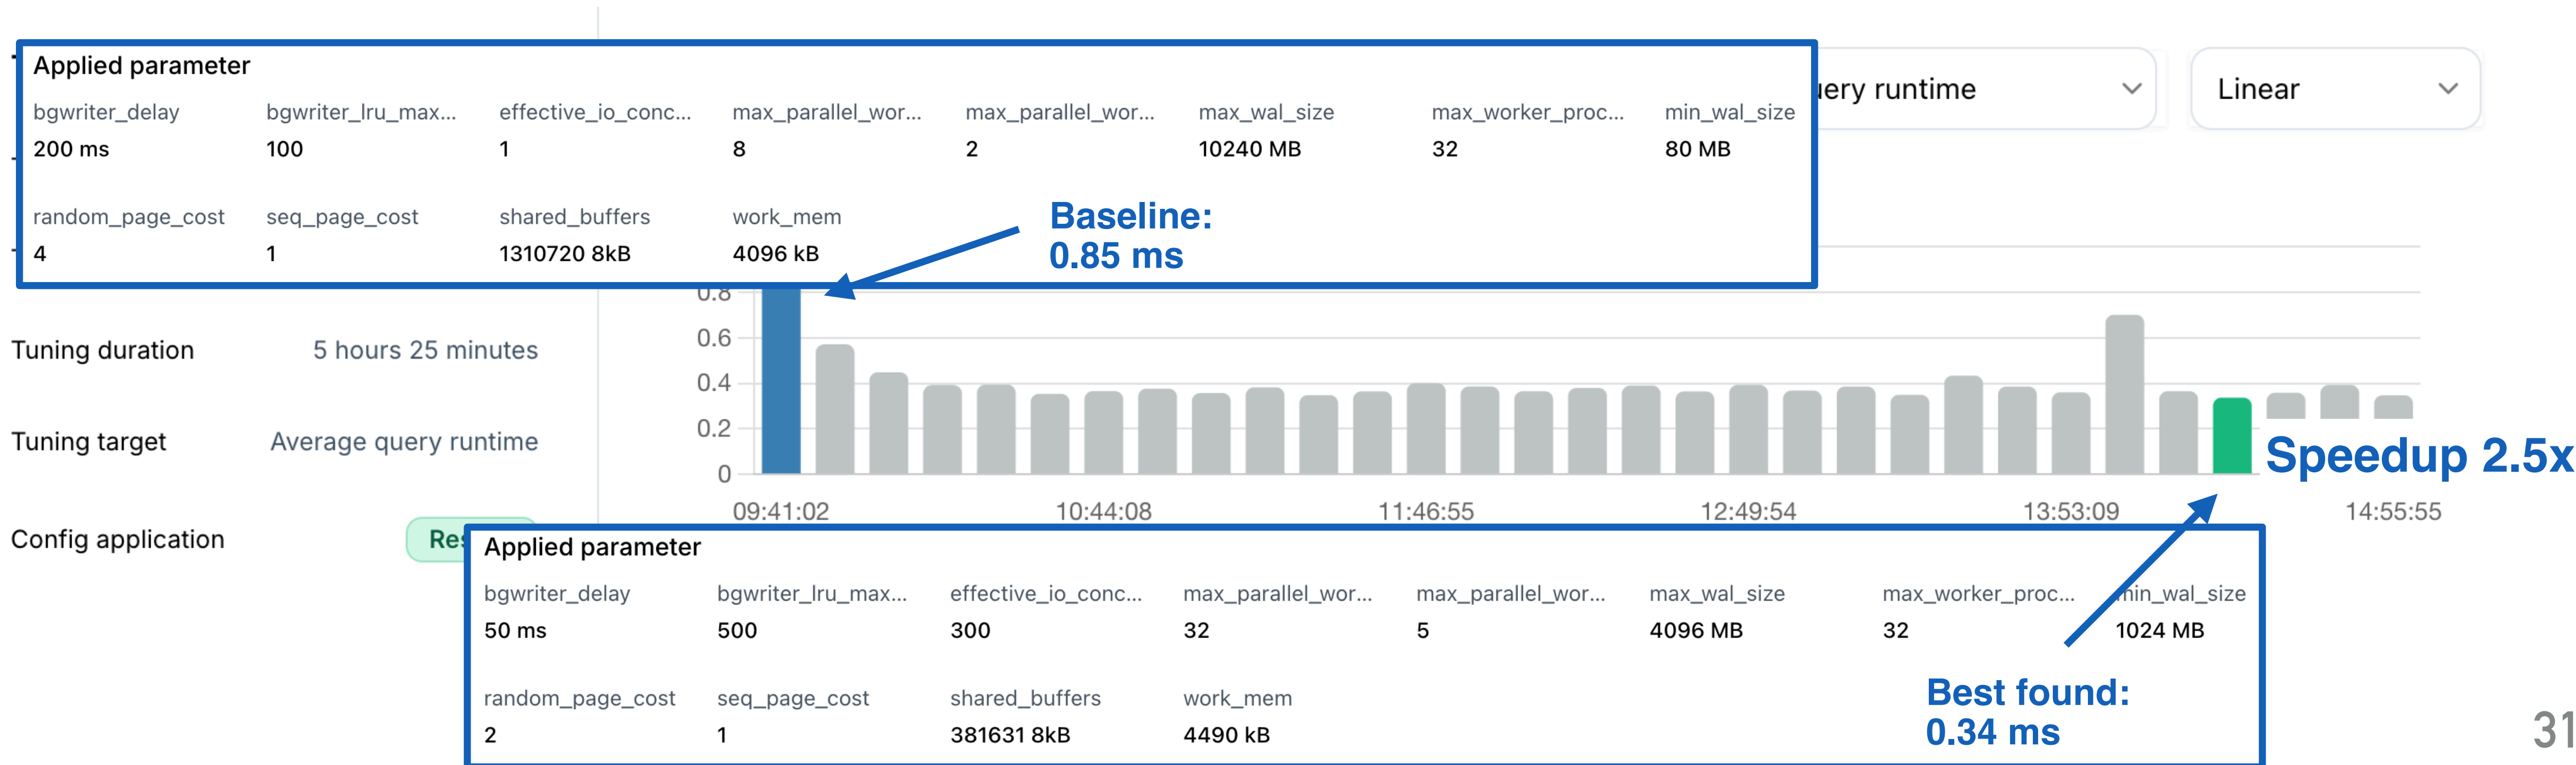 Applied parameter
bgwriter_delay bgwriter_lru_max... effective_io_conc... max_parallel_wor... max_parallel_wor... max_wal_size max_worker_proc... min_wal_size
200 ms 100 1 8 2 10240 MB 32 80 MB
random_page_cost seq_page_cost shared_buffers work_mem
4 1 1310720 8kB 4096 kB
Baseline:
0.85 ms
ery runtime
Linear
0.8
0.6
0.4
0.2
0
Tuning duration 5 hours 25 minutes
Tuning target Average query runtime
Config application
Speedup 2.5x
09:41:02 10:44:08 11:46:55 12:49:54 13:53:09 14:55:55
Applied parameter
bgwriter_delay bgwriter_lru_max... effective_io_conc... max_parallel_wor... max_parallel_wor... max_wal_size max_worker_proc... min_wal_size
50 ms 500 300 32 5 4096 MB 32 1024 MB
random_page_cost seq_page_cost shared_buffers work_mem
2 1 381631 8kB 4490 kB
Best found:
0.34 ms
31